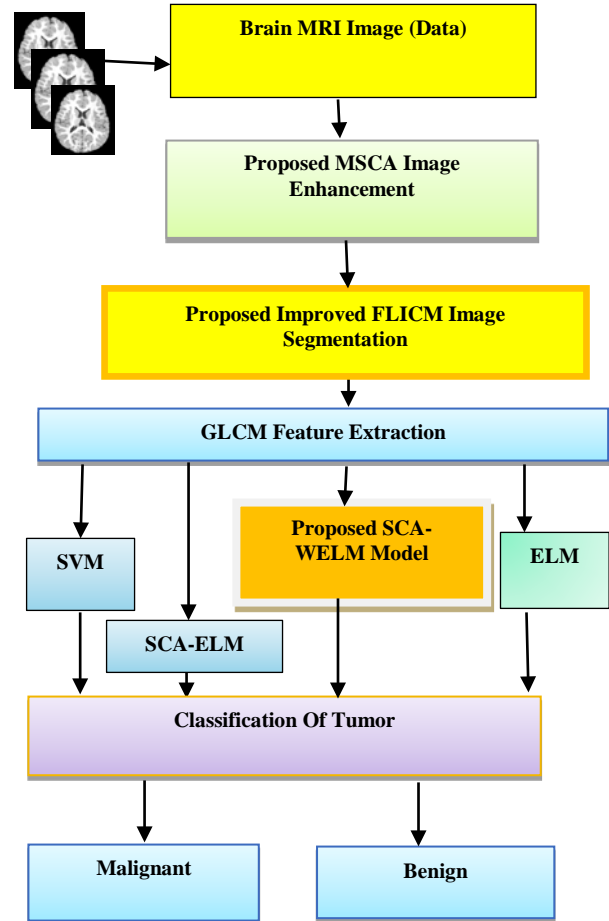 Brain MRI Image (Data)
Proposed MSCA Image
Enhancement
Proposed Improved FLICM Image
Segmentation
GLCM Feature Extraction
SVM
SCA-ELM
Proposed SCA-
WELM Model
ELM
Classification Of Tumor
Malignant
Benign